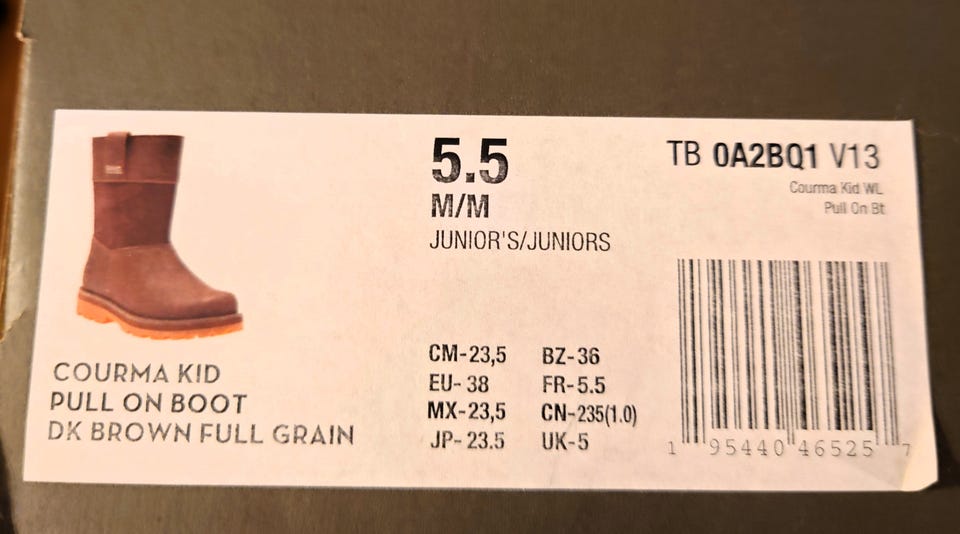 5.5
M/M
JUNIOR'S/JUNIORS
TB 0A2BQ1 V13
Courma Kid WL
Pull On Bt
COURMA KID
PULL ON BOOT
DK BROWN FULL GRAIN
CM-23,5 BZ-36
EU-38 FR-5.5
MX-23,5 CN-235(1.0)
JP-23.5 UK-5
1 95440 46525 7